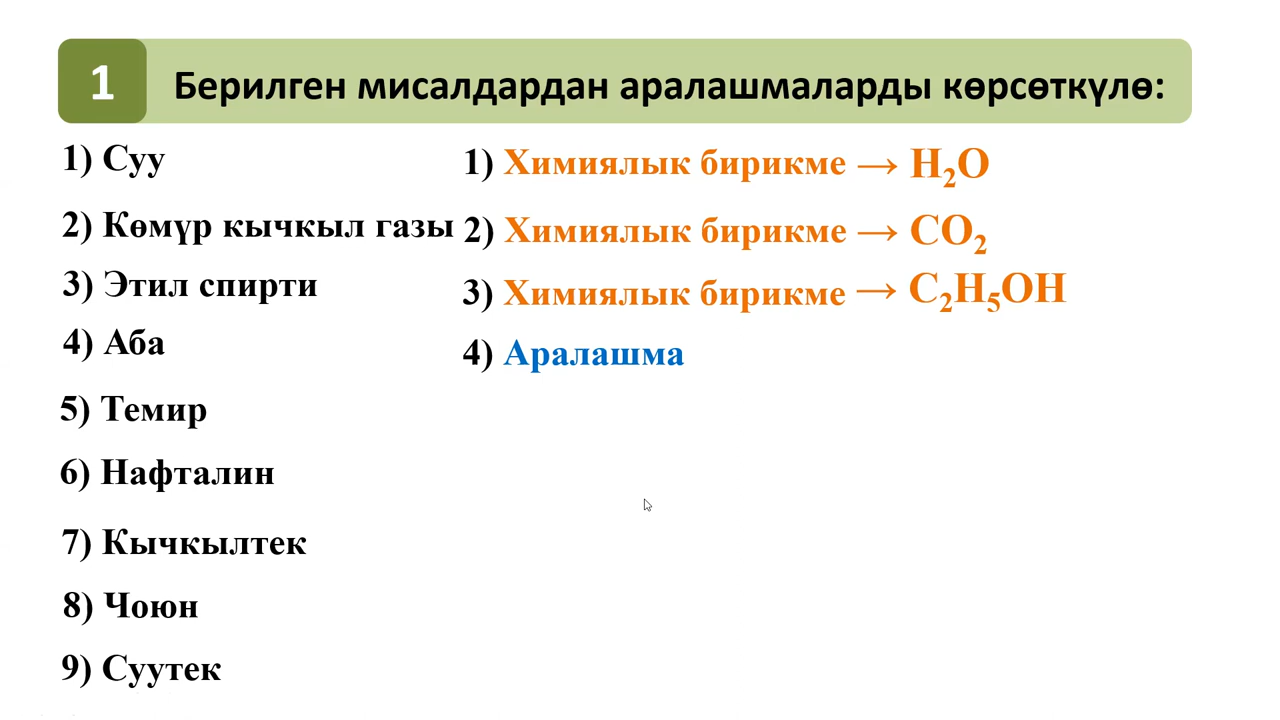 1 Берилген мисалдардан аралашмаларды көрсөткүлө:
1) Суу 1) Химиялык бирикме → H₂O
2) Көмүр кычкыл газы 2) Химиялык бирикме → CO₂
3) Этил спирти 3) Химиялык бирикме → C₂H₅OH
4) Аба 4) Аралашма
5) Темир
6) Нафталин
7) Кычкылтек
8) Чоюн
9) Суутек